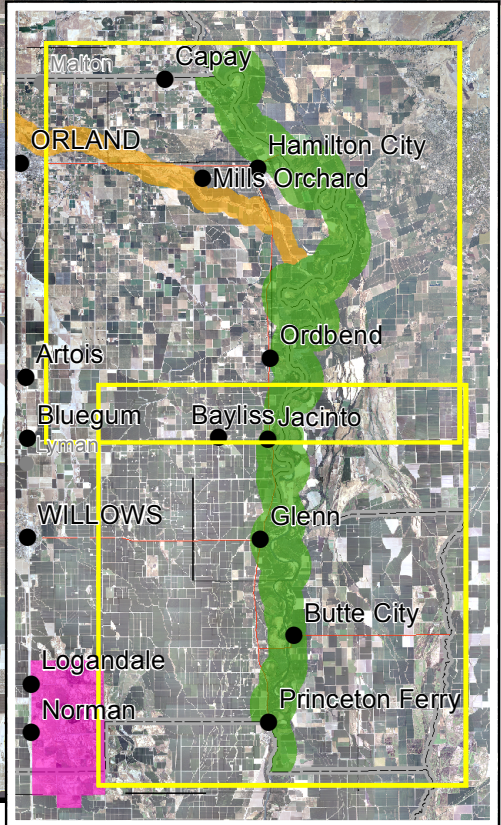 Capay
Malton
ORLAND
Hamilton City
Mills Orchard
Ordbend
Artois
Bluegum
Bayliss
Jacinto
Lyman
WILLOWS
Glenn
Butte City
Logandale
Norman
Princeton Ferry